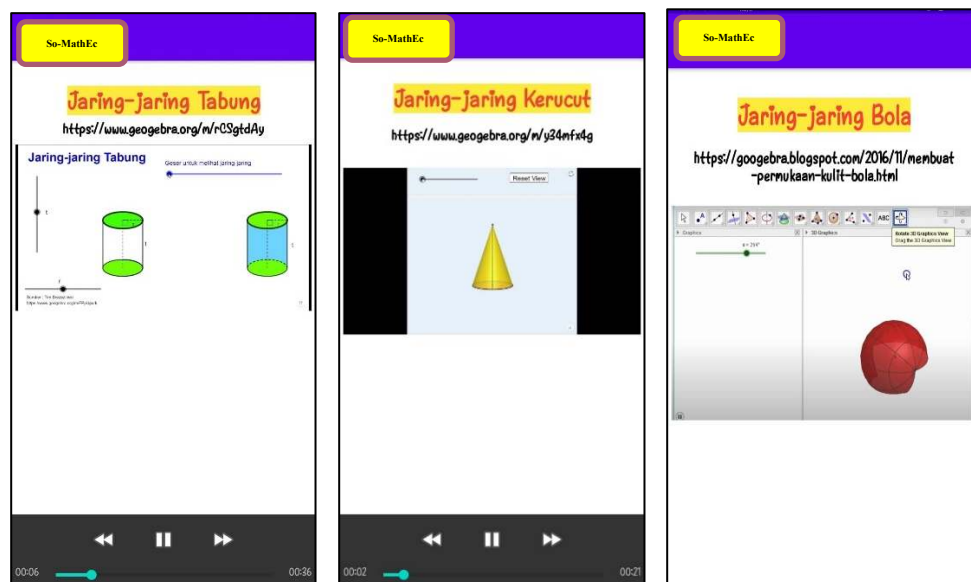 So-MathEc
Jaring-jaring Tabung
https://www.geogebra.org/m/rCSgtdAy
Jaring-jaring Tabung
Geser untuk melihat jaring-jaring
t
t
t
r
00:06
00:36
So-MathEc
Jaring-jaring Kerucut
https://www.geogebra.org/m/y34mfx4g
Reset View
00:02
00:21
So-MathEc
Jaring-jaring Bola
https://googebra.blogspot.com/2016/11/membuat
-permukaan-kulit-bola.html
ABC
Rotate 3D Graphics View
Drag the 3D Graphics View
Graphics
3D Graphics